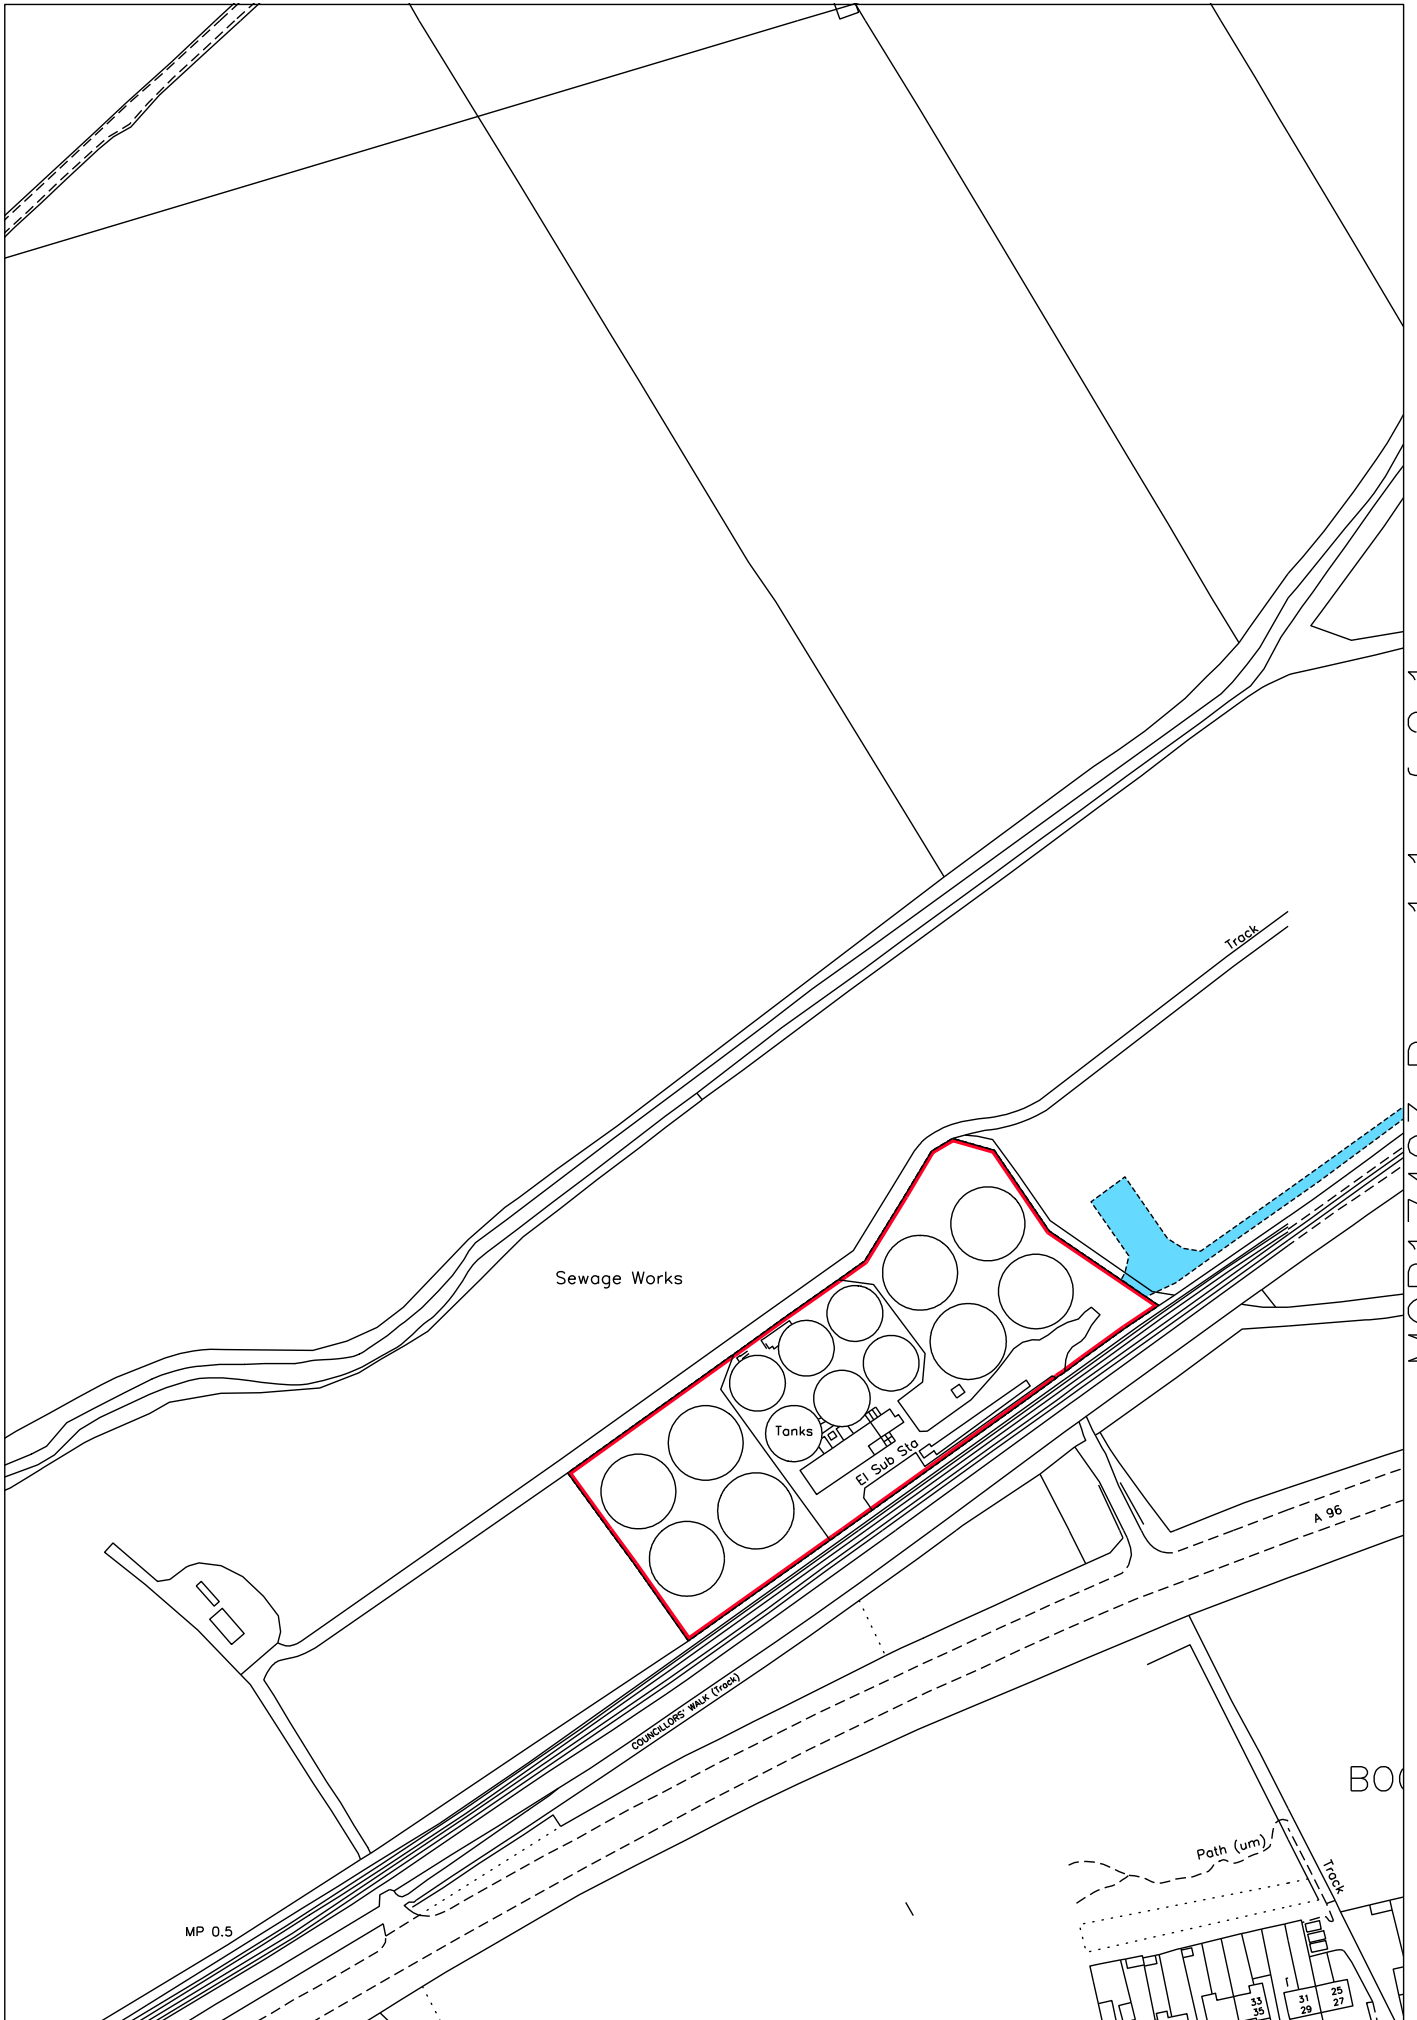 Track
Sewage Works
Tanks
El Sub Sta
A 96
COUNCILLORS' WALK (Track)
Path (um)
Track
MP 0.5
33
35
31
29
25
27